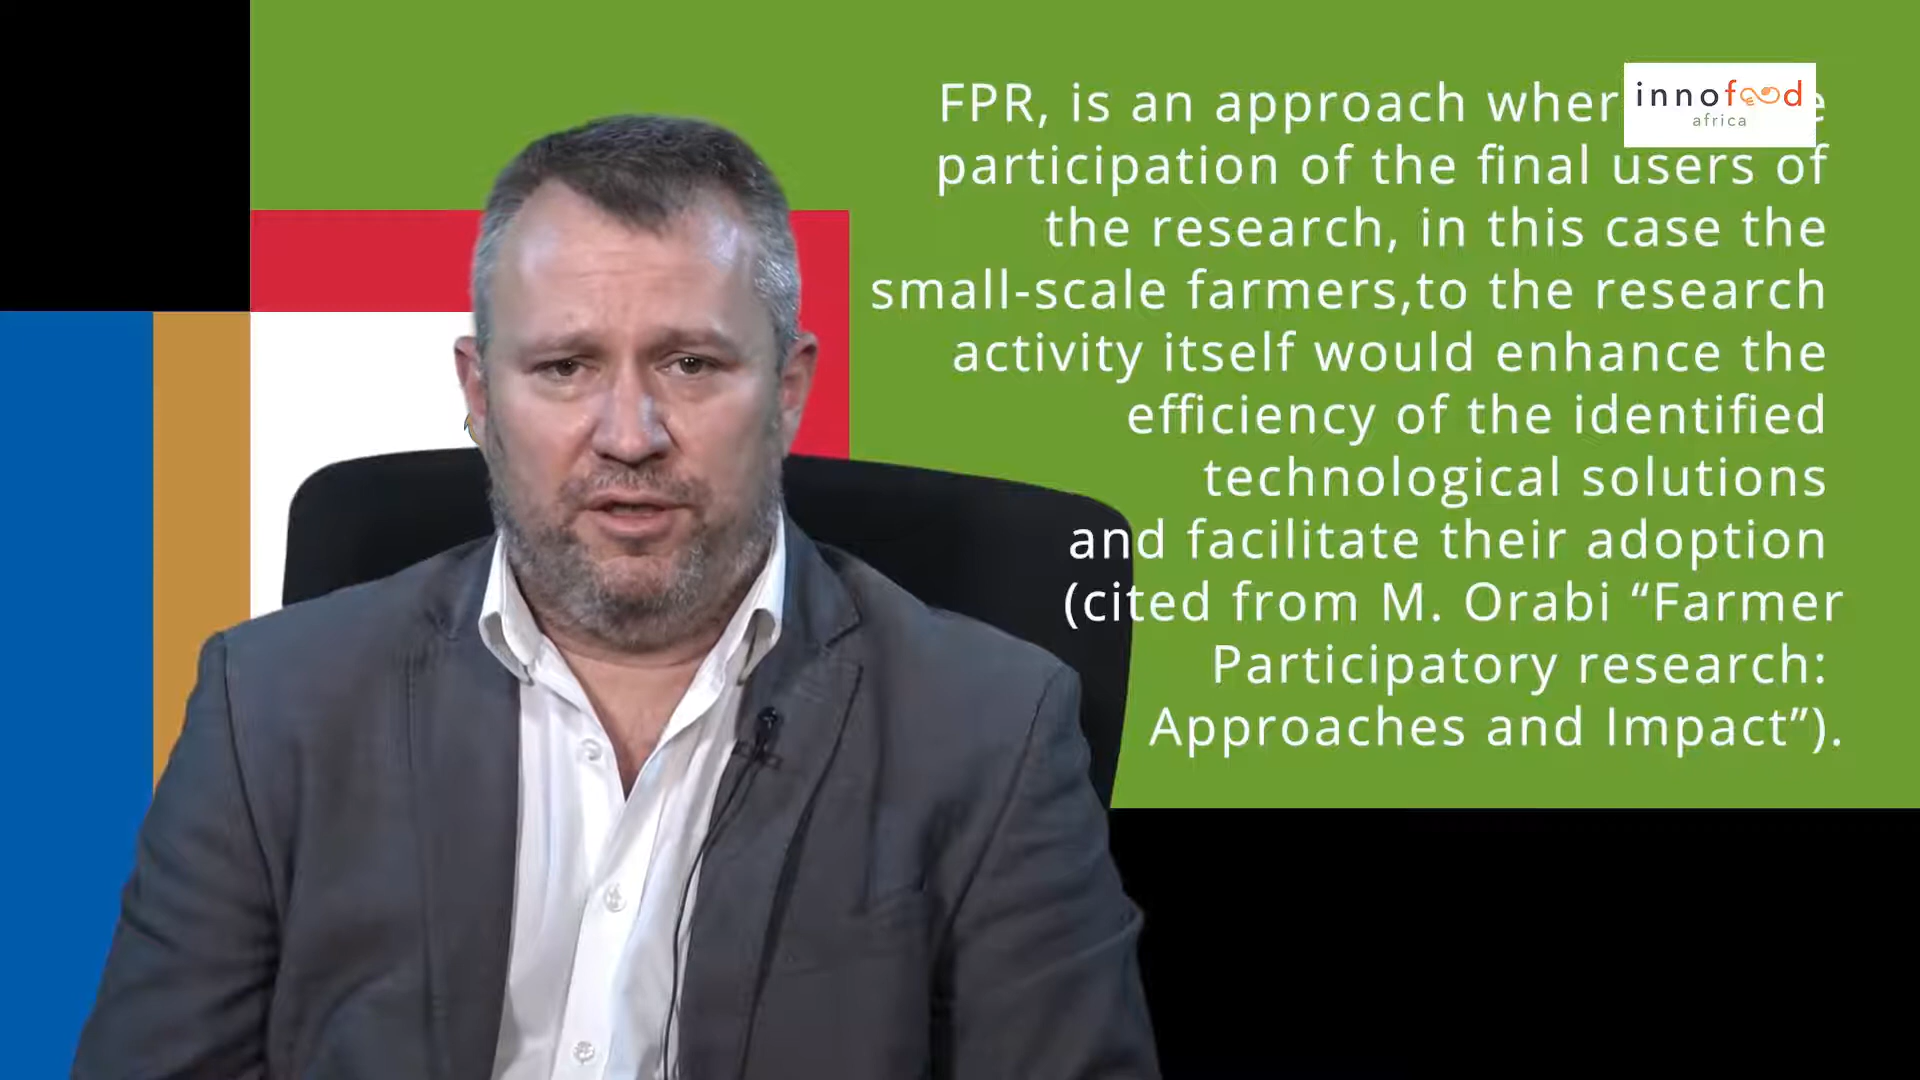 FPR, is an approach wher
innofood
africa
participation of the final users of
the research, in this case the
small-scale farmers,to the research
activity itself would enhance the
efficiency of the identified
technological solutions
and facilitate their adoption
(cited from M. Orabi “Farmer
Participatory research:
Approaches and Impact”).